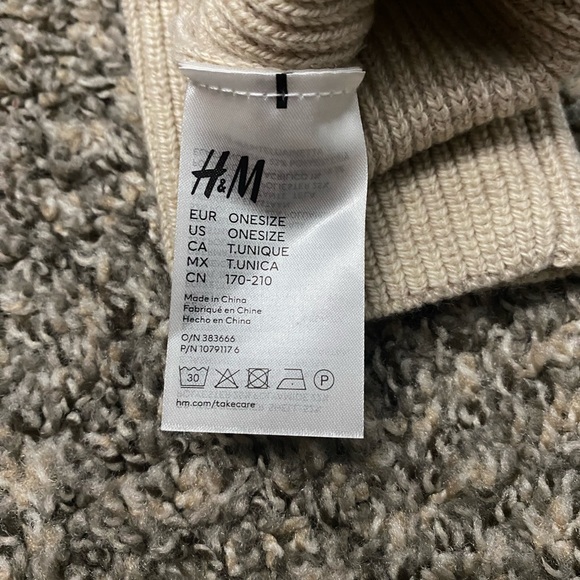 H&M
EUR ONESIZE
US ONESIZE
CA T.UNIQUE
MX T.UNICA
CN 170-210
Made in China
Fabriqué en Chine
Hecho en China
O/N 383666
P/N 1079117 6
30 P
hm.com/takecare